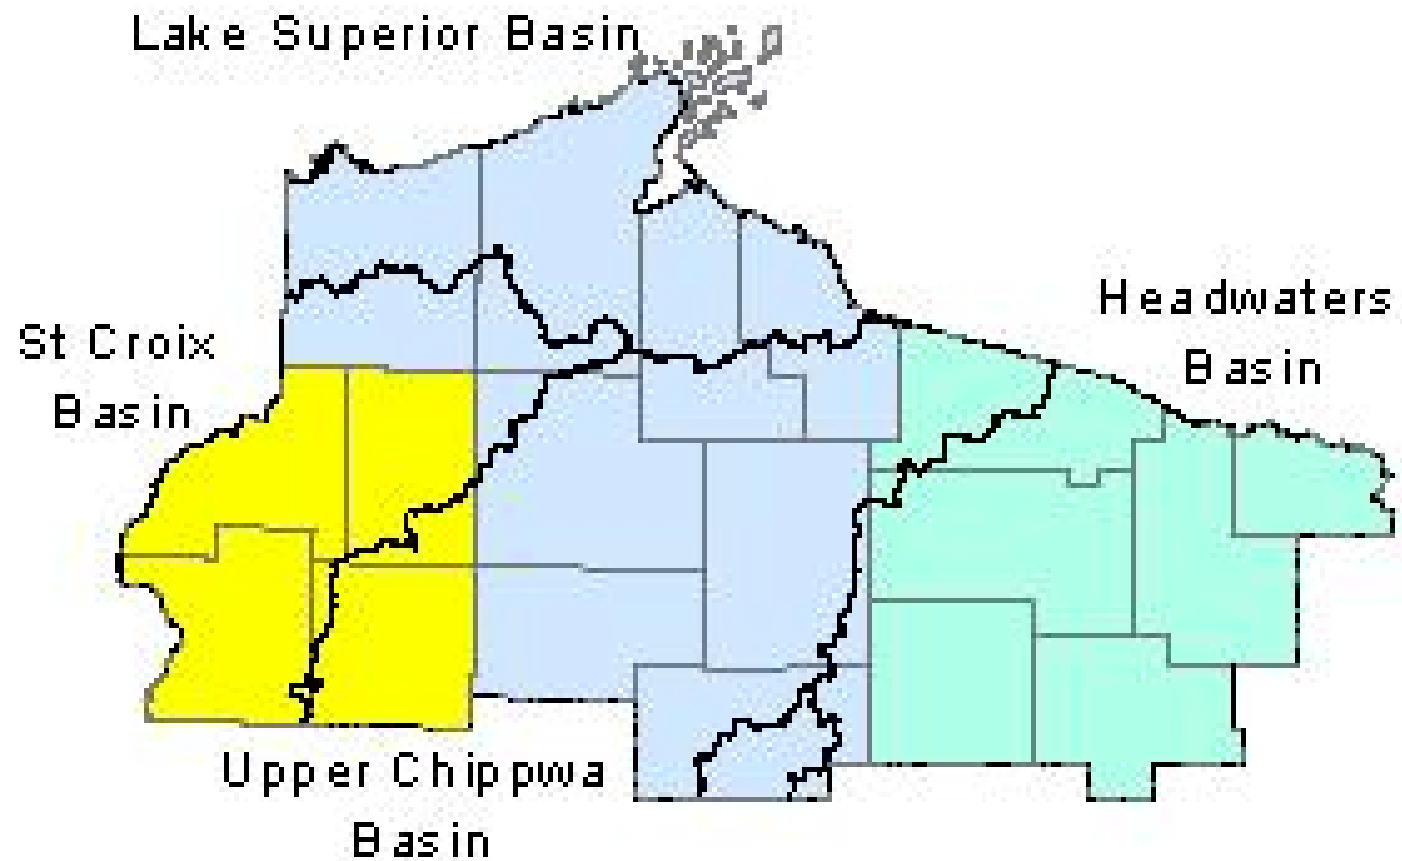 Lake Superior Basin
Headwaters
Basin
St Croix
Basin
Upper Chippwa
Basin